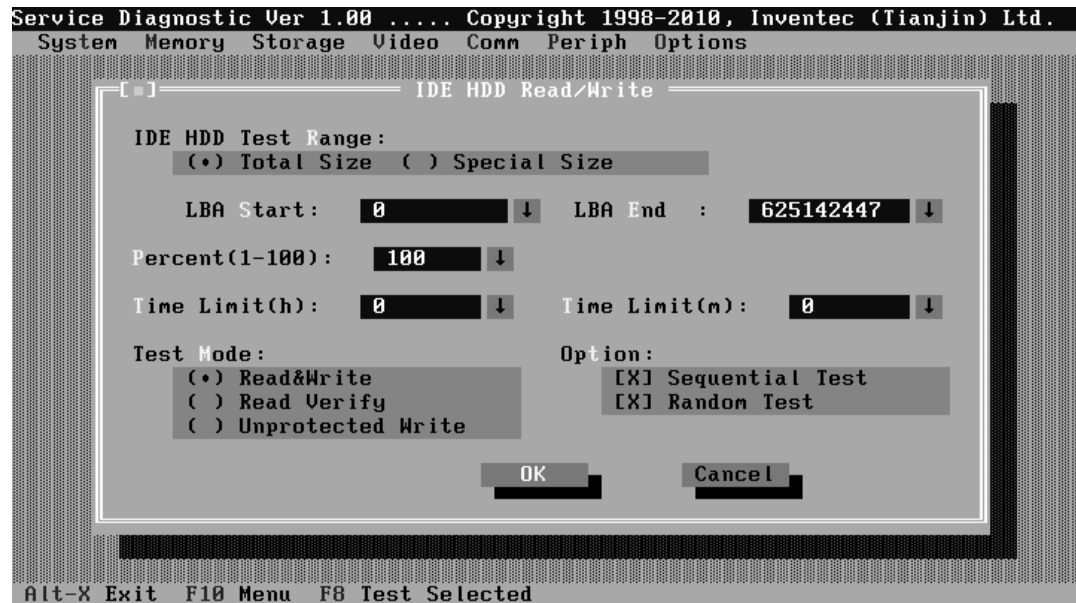 Service Diagnostic Ver 1.00 ..... Copyright 1998-2010, Inventec (Tianjin) Ltd.
System Memory Storage Video Comm Periph Options
[■] IDE HDD Read/Write
IDE HDD Test Range:
(•) Total Size ( ) Special Size
LBA Start: 0 ↓ LBA End : 625142447 ↓
Percent(1-100): 100 ↓
Time Limit(h): 0 ↓ Time Limit(m): 0 ↓
Test Mode: Option:
(•) Read&Write [X] Sequential Test
( ) Read Verify [X] Random Test
( ) Unprotected Write
OK Cancel
Alt-X Exit F10 Menu F8 Test Selected